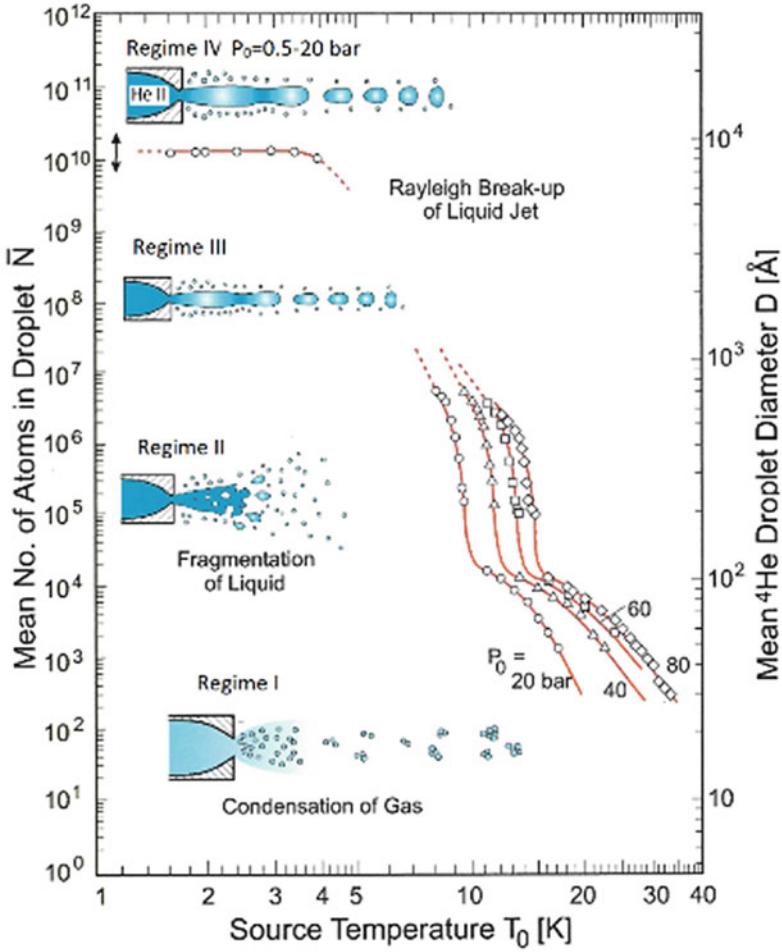 Regime IV P₀=0.5-20 bar
He II
Rayleigh Break-up
of Liquid Jet
Regime III
Regime II
Fragmentation
of Liquid
Regime I
Condensation of Gas
P₀ =
20 bar
40
60
80
Mean No. of Atoms in Droplet N̅
10¹²
10¹¹
10¹⁰
10⁹
10⁸
10⁷
10⁶
10⁵
10⁴
10³
10²
10¹
10⁰
Mean ⁴He Droplet Diameter D [Å]
10⁴
10³
10²
10
1
2
3
4
5
10
20
30
40
Source Temperature T₀ [K]